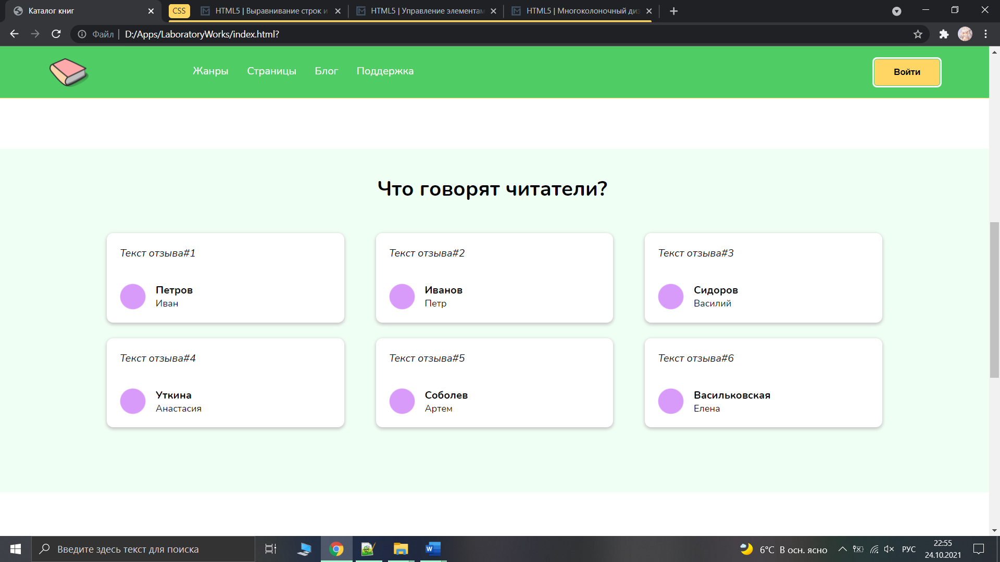 Каталог книг
CSS
HTML5 | Выравнивание строк и
HTML5 | Управление элементам
HTML5 | Многоколоночный диз
Файл | D:/Apps/LaboratoryWorks/index.html?
Жанры Страницы Блог Поддержка
Войти
Что говорят читатели?
Текст отзыва#1
Петров
Иван
Текст отзыва#2
Иванов
Петр
Текст отзыва#3
Сидоров
Василий
Текст отзыва#4
Уткина
Анастасия
Текст отзыва#5
Соболев
Артем
Текст отзыва#6
Васильковская
Елена
Введите здесь текст для поиска
6°C В осн. ясно
РУС
22:55
24.10.2021